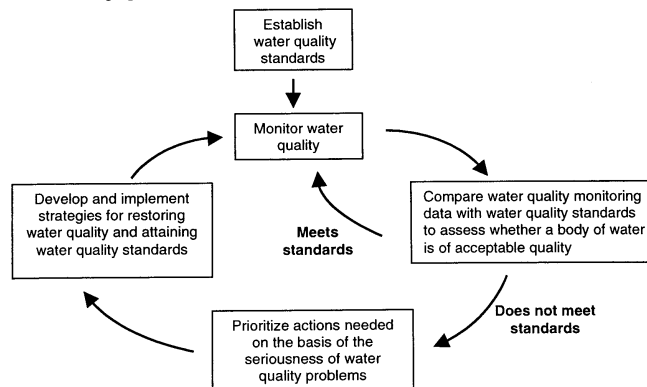 Establish
water quality
standards
Monitor water
quality
Develop and implement
strategies for restoring
water quality and attaining
water quality standards
Meets
standards
Compare water quality monitoring
data with water quality standards
to assess whether a body of water
is of acceptable quality
Does not meet
standards
Prioritize actions needed
on the basis of the
seriousness of water
quality problems